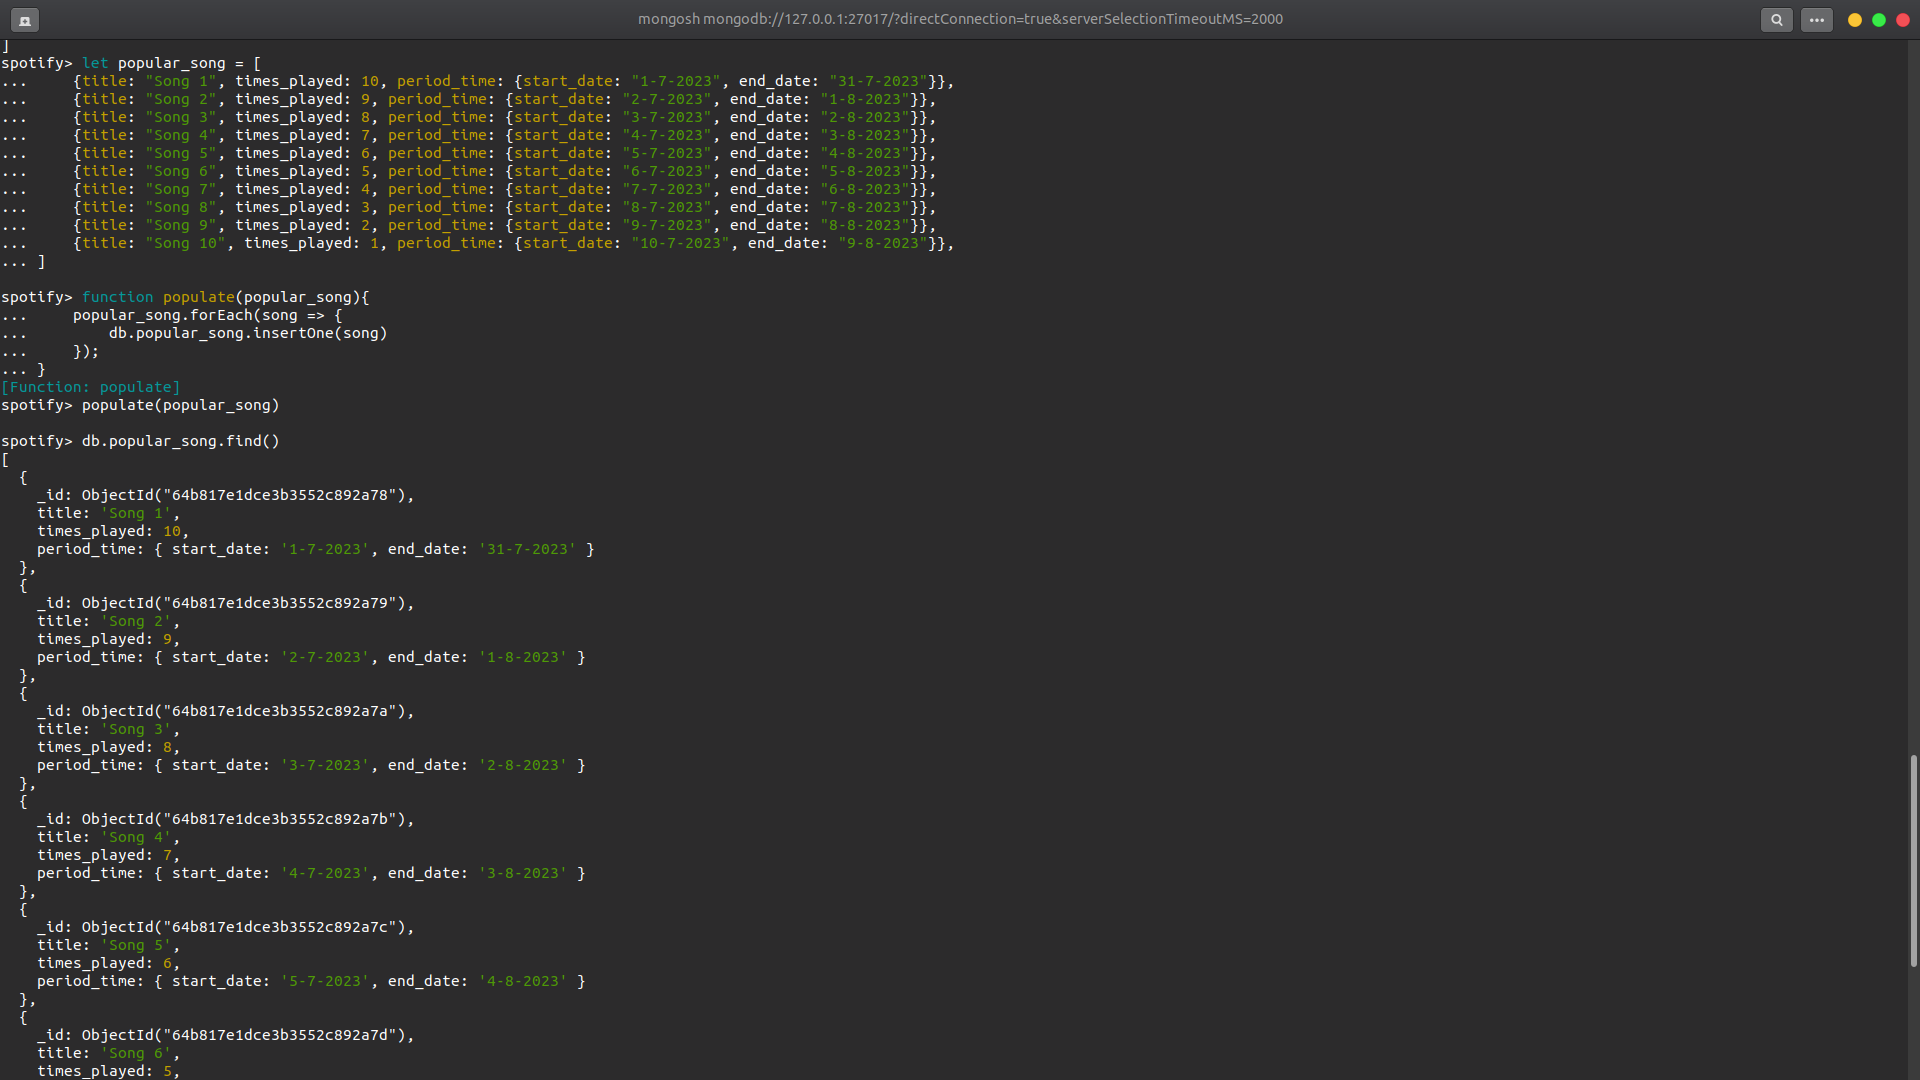 mongosh mongodb://127.0.0.1:27017/?directConnection=true&serverSelectionTimeoutMS=2000
]
spotify> let popular_song = [
...     {title: "Song 1", times_played: 10, period_time: {start_date: "1-7-2023", end_date: "31-7-2023"}},
...     {title: "Song 2", times_played: 9, period_time: {start_date: "2-7-2023", end_date: "1-8-2023"}},
...     {title: "Song 3", times_played: 8, period_time: {start_date: "3-7-2023", end_date: "2-8-2023"}},
...     {title: "Song 4", times_played: 7, period_time: {start_date: "4-7-2023", end_date: "3-8-2023"}},
...     {title: "Song 5", times_played: 6, period_time: {start_date: "5-7-2023", end_date: "4-8-2023"}},
...     {title: "Song 6", times_played: 5, period_time: {start_date: "6-7-2023", end_date: "5-8-2023"}},
...     {title: "Song 7", times_played: 4, period_time: {start_date: "7-7-2023", end_date: "6-8-2023"}},
...     {title: "Song 8", times_played: 3, period_time: {start_date: "8-7-2023", end_date: "7-8-2023"}},
...     {title: "Song 9", times_played: 2, period_time: {start_date: "9-7-2023", end_date: "8-8-2023"}},
...     {title: "Song 10", times_played: 1, period_time: {start_date: "10-7-2023", end_date: "9-8-2023"}},
... ]
spotify> function populate(popular_song){
...     popular_song.forEach(song => {
...         db.popular_song.insertOne(song)
...     });
... }
[Function: populate]
spotify> populate(popular_song)
spotify> db.popular_song.find()
[
  {
    _id: ObjectId("64b817e1dce3b3552c892a78"),
    title: 'Song 1',
    times_played: 10,
    period_time: { start_date: '1-7-2023', end_date: '31-7-2023' }
  },
  {
    _id: ObjectId("64b817e1dce3b3552c892a79"),
    title: 'Song 2',
    times_played: 9,
    period_time: { start_date: '2-7-2023', end_date: '1-8-2023' }
  },
  {
    _id: ObjectId("64b817e1dce3b3552c892a7a"),
    title: 'Song 3',
    times_played: 8,
    period_time: { start_date: '3-7-2023', end_date: '2-8-2023' }
  },
  {
    _id: ObjectId("64b817e1dce3b3552c892a7b"),
    title: 'Song 4',
    times_played: 7,
    period_time: { start_date: '4-7-2023', end_date: '3-8-2023' }
  },
  {
    _id: ObjectId("64b817e1dce3b3552c892a7c"),
    title: 'Song 5',
    times_played: 6,
    period_time: { start_date: '5-7-2023', end_date: '4-8-2023' }
  },
  {
    _id: ObjectId("64b817e1dce3b3552c892a7d"),
    title: 'Song 6',
    times_played: 5,